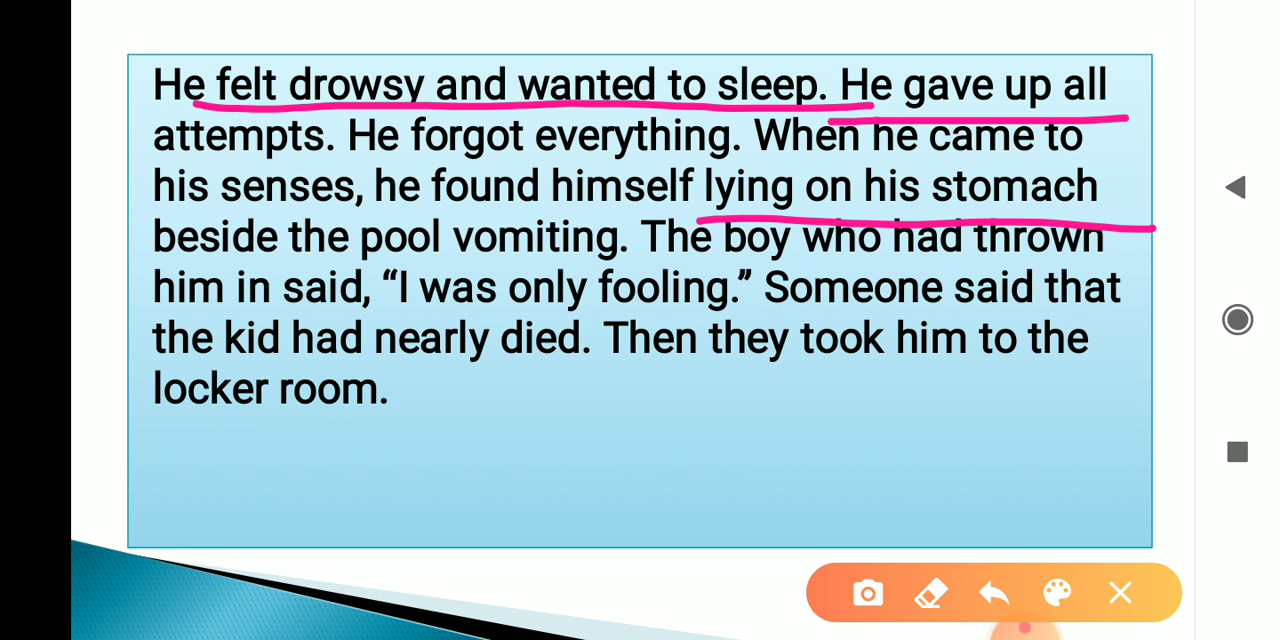 He felt drowsy and wanted to sleep. He gave up all
attempts. He forgot everything. When he came to
his senses, he found himself lying on his stomach
beside the pool vomiting. The boy who had thrown
him in said, “I was only fooling.” Someone said that
the kid had nearly died. Then they took him to the
locker room.